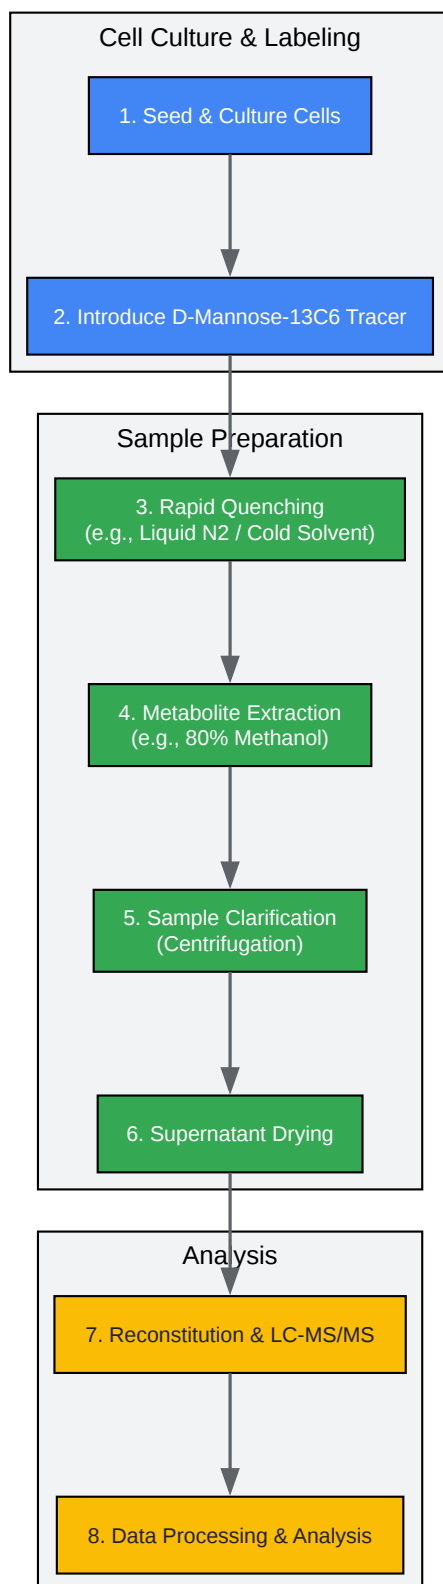 Cell Culture & Labeling
1. Seed & Culture Cells
2. Introduce D-Mannose-13C6 Tracer
Sample Preparation
3. Rapid Quenching
(e.g., Liquid N2 / Cold Solvent)
4. Metabolite Extraction
(e.g., 80% Methanol)
5. Sample Clarification
(Centrifugation)
6. Supernatant Drying
Analysis
7. Reconstitution & LC-MS/MS
8. Data Processing & Analysis